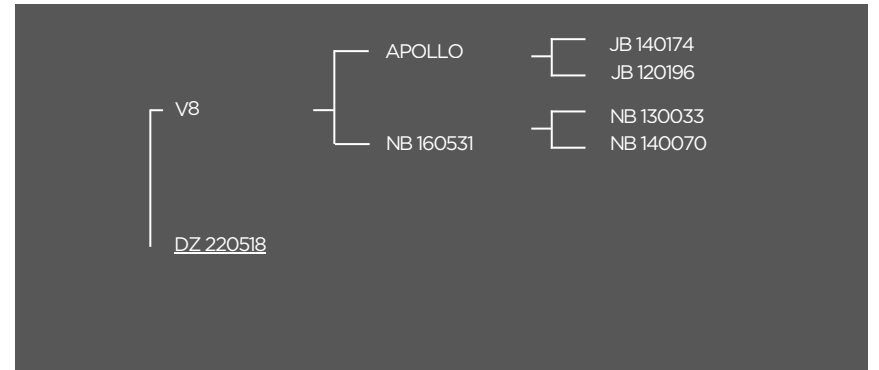 APOLLO
JB 140174
JB 120196
V8
NB 160531
NB 130033
NB 140070
DZ 220518